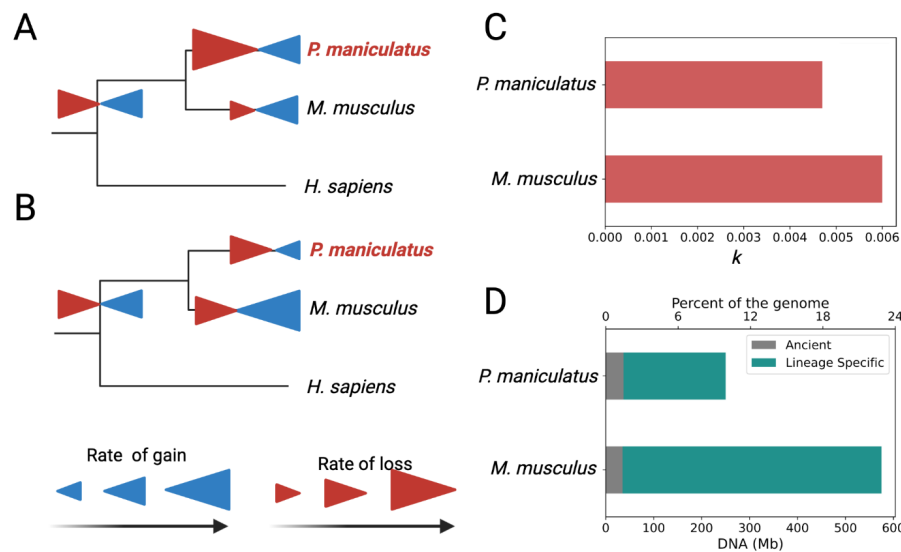 A
P. maniculatus
M. musculus
H. sapiens
B
P. maniculatus
M. musculus
H. sapiens
Rate of gain
Rate of loss
C
P. maniculatus
M. musculus
0.000 0.001 0.002 0.003 0.004 0.005 0.006
k
D
Percent of the genome
0 6 12 18 24
Ancient
Lineage Specific
P. maniculatus
M. musculus
0 100 200 300 400 500 600
DNA (Mb)